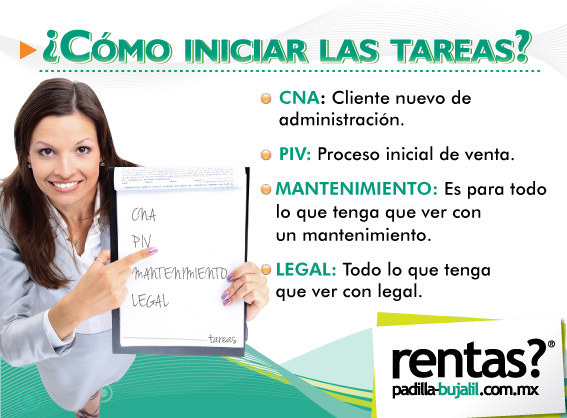 ¿CÓMO INICIAR LAS TAREAS?
CNA: Cliente nuevo de
administración.
PIV: Proceso inicial de venta.
MANTENIMIENTO: Es para todo
lo que tenga que ver con
un mantenimiento.
LEGAL: Todo lo que tenga
que ver con legal.
CNA
PIV
MANTENIMIENTO
LEGAL
tareas
rentas?®
padilla-bujalil.com.mx